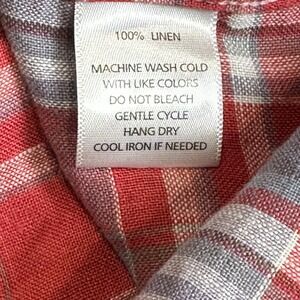 100% LINEN
MACHINE WASH COLD
WITH LIKE COLORS
DO NOT BLEACH
GENTLE CYCLE
HANG DRY
COOL IRON IF NEEDED